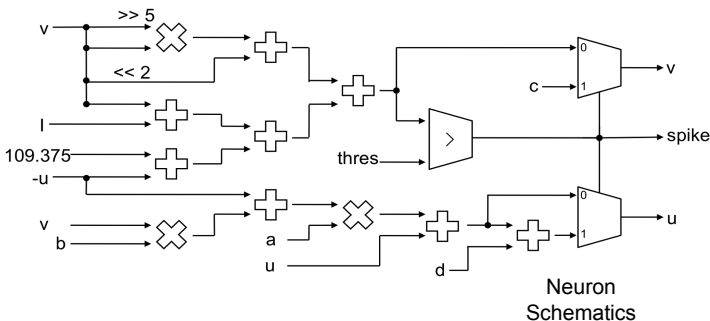 >> 5
v
<< 2
I
109.375
-u
v
b
a
u
d
thres
>
0
c
1
v
spike
0
1
u
Neuron
Schematics